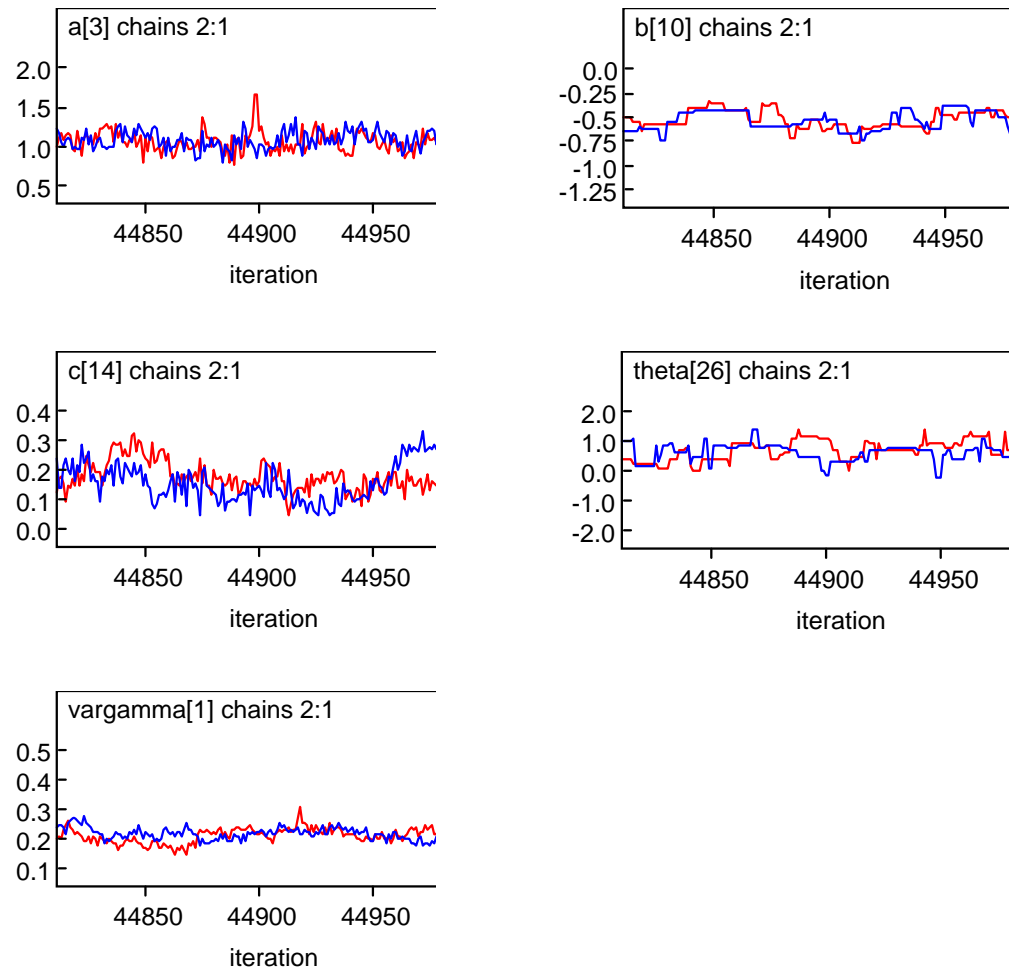 a[3] chains 2:1
2.0
1.5
1.0
0.5
44850 44900 44950
iteration
b[10] chains 2:1
0.0
-0.25
-0.5
-0.75
-1.0
-1.25
44850 44900 44950
iteration
c[14] chains 2:1
0.4
0.3
0.2
0.1
0.0
44850 44900 44950
iteration
theta[26] chains 2:1
2.0
1.0
0.0
-1.0
-2.0
44850 44900 44950
iteration
vargamma[1] chains 2:1
0.5
0.4
0.3
0.2
0.1
44850 44900 44950
iteration